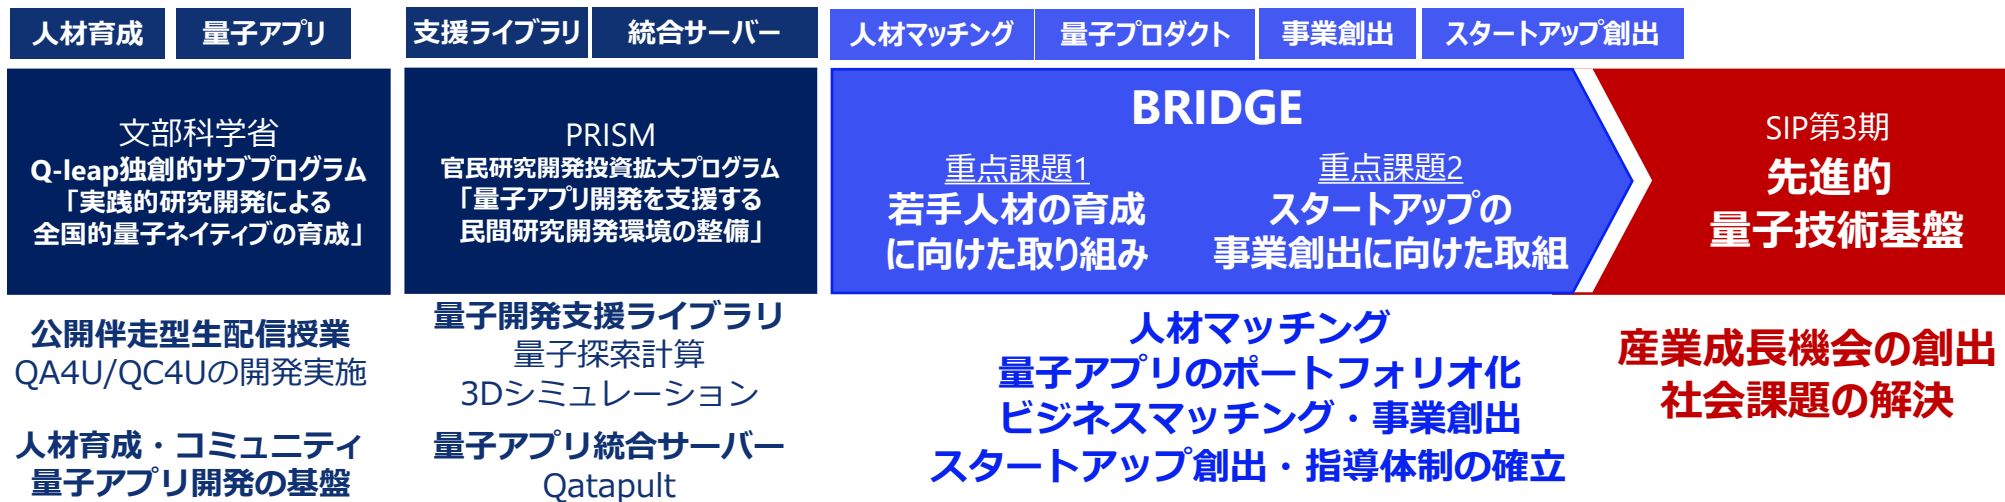 人材育成
量子アプリ
支援ライブラリ
統合サーバー
人材マッチング
量子プロダクト
事業創出
スタートアップ創出
文部科学省
Q-leap独創的サブプログラム
「実践的研究開発による
全国的量子ネイティブの育成」
PRISM
官民研究開発投資拡大プログラム
「量子アプリ開発を支援する
民間研究開発環境の整備」
BRIDGE
重点課題1
若手人材の育成
に向けた取り組み
重点課題2
スタートアップの
事業創出に向けた取組
SIP第3期
先進的
量子技術基盤
公開伴走型生配信授業
QA4U/QC4Uの開発実施
人材育成・コミュニティ
量子アプリ開発の基盤
量子開発支援ライブラリ
量子探索計算
3Dシミュレーション
量子アプリ統合サーバー
Qatapult
人材マッチング
量子アプリのポートフォリオ化
ビジネスマッチング・事業創出
スタートアップ創出・指導体制の確立
産業成長機会の創出
社会課題の解決